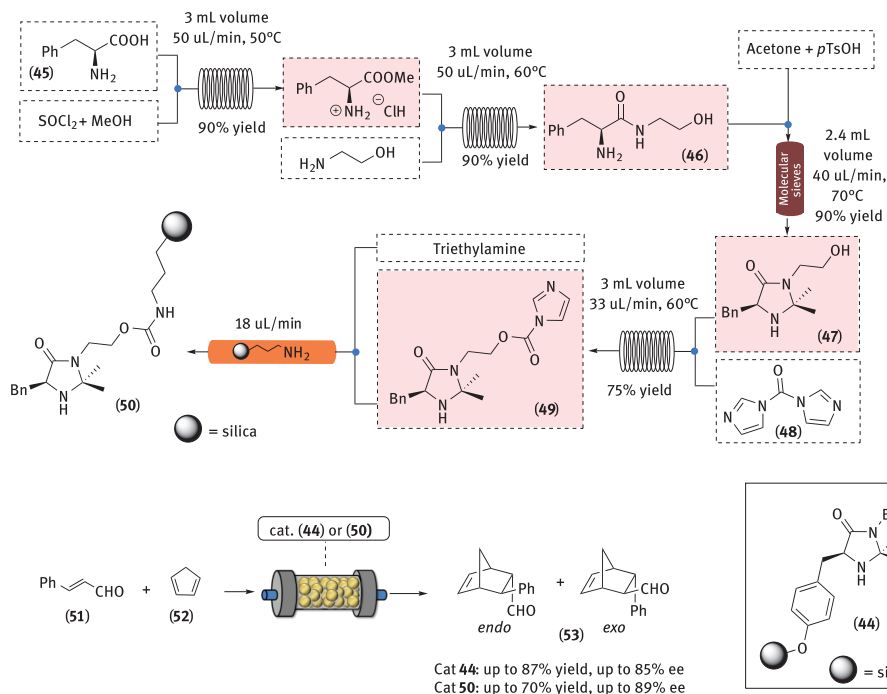 3 mL volume
50 uL/min, 50ºC
90% yield
Ph
COOH
NH2
(45)
SOCl2 + MeOH
Ph
COOMe
NH2
+
−
ClH
3 mL volume
50 uL/min, 60ºC
90% yield
H2N
OH
Ph
O
N
H
OH
NH2
(46)
Acetone + pTsOH
Molecular
sieves
2.4 mL
volume
40 uL/min,
70ºC
90% yield
O
N
OH
Bn
N
H
(47)
O
N
N
N
N
(48)
3 mL volume
33 uL/min, 60ºC
75% yield
Triethylamine
N
N
O
O
O
N
Bn
N
H
(49)
18 uL/min
NH2
NH
O
O
O
N
Bn
N
H
(50)
= silica
Ph
CHO
(51)
+
(52)
cat. (44) or (50)
Ph
CHO
endo
+
(53)
CHO
Ph
exo
Cat 44: up to 87% yield, up to 85% ee
Cat 50: up to 70% yield, up to 89% ee
O
N
N
H
(44)
O